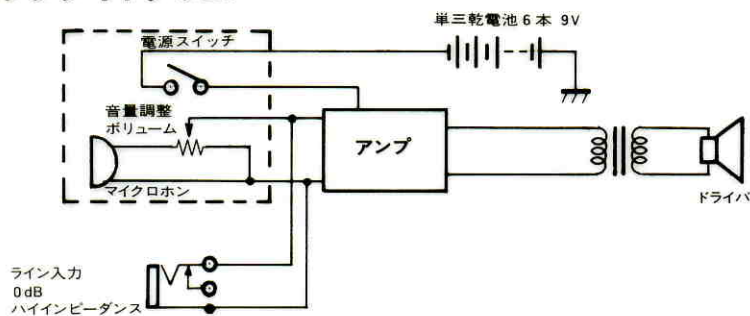 単三乾電池6本 9V
電源スイッチ
音量調整
ボリューム
アンプ
マイクロホン
ドライバ
ライン入力
0dB
ハイインピーダンス